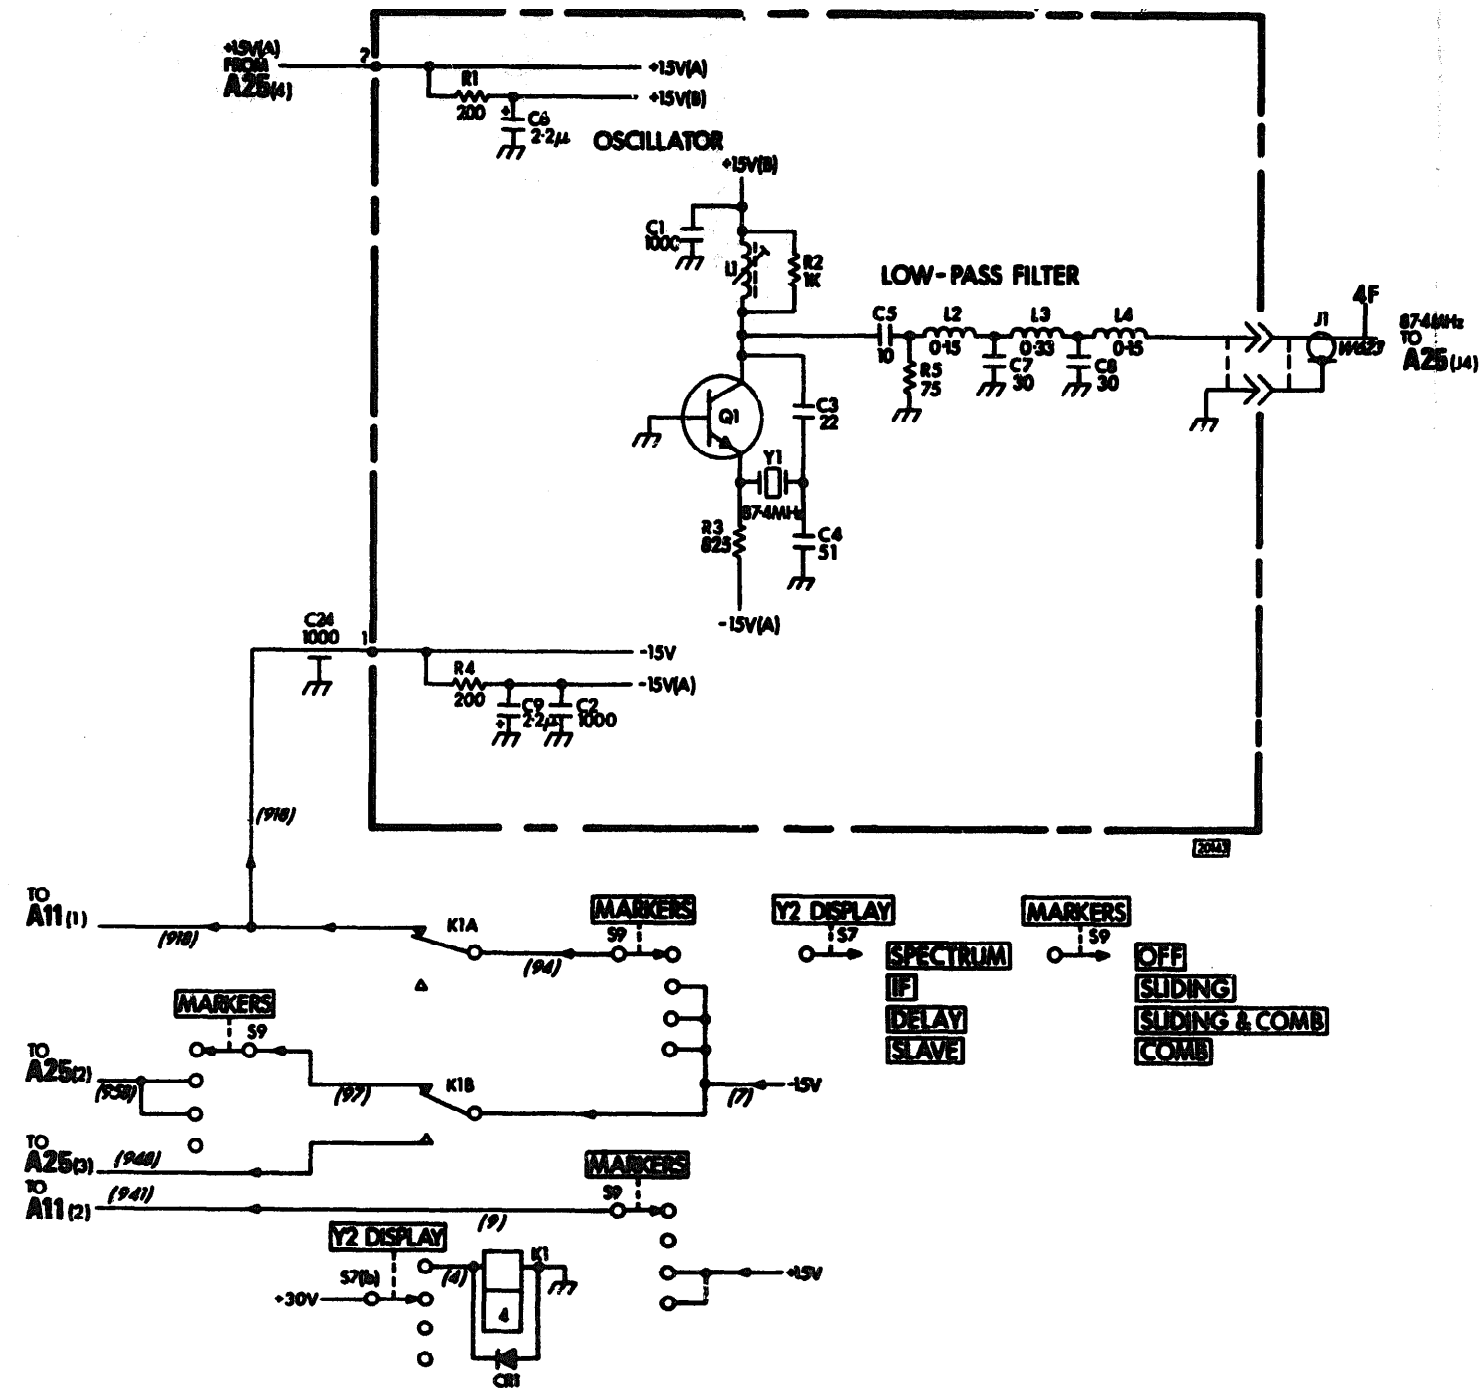 +15V(A)
FROM
A25(4)
2
+15V(A)
R1
200
+15V(B)
C6
2.2μ
+
OSCILLATOR
+15V(B)
C1
1000
L1
R2
1K
LOW-PASS FILTER
C5
10
L2
0.15
L3
0.33
L4
0.15
R5
75
C7
30
C8
30
J1
4F
W623
87.4MHz
TO
A25(J4)
Q1
C3
22
Y1
87.4MHz
R3
825
C4
51
-15V(A)
C24
1000
1
-15V
R4
200
-15V(A)
C9
2.2μ
+
C2
1000
(918)
TO
A11(1)
(918)
K1A
(94)
MARKERS
S9
Y2 DISPLAY
S7
SPECTRUM
IF
DELAY
SLAVE
MARKERS
S9
OFF
SLIDING
SLIDING & COMB
COMB
MARKERS
S9
TO
A25(2)
(958)
(97)
K1B
(7)
-15V
TO
A25(3)
(948)
TO
A11(2)
(941)
(9)
MARKERS
S9
+15V
Y2 DISPLAY
S7(b)
+30V
(4)
K1
4
CR1